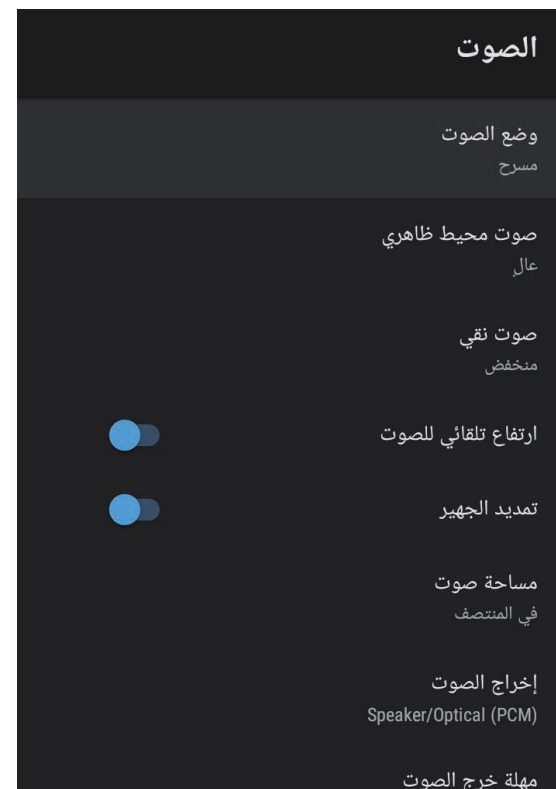 الصوت
وضع الصوت
مسرح
صوت محيط ظاهري
عالٍ
صوت نقي
منخفض
ارتفاع تلقائي للصوت
تمديد الجهير
مساحة صوت
في المنتصف
إخراج الصوت
Speaker/Optical (PCM)
مهلة خرج الصوت